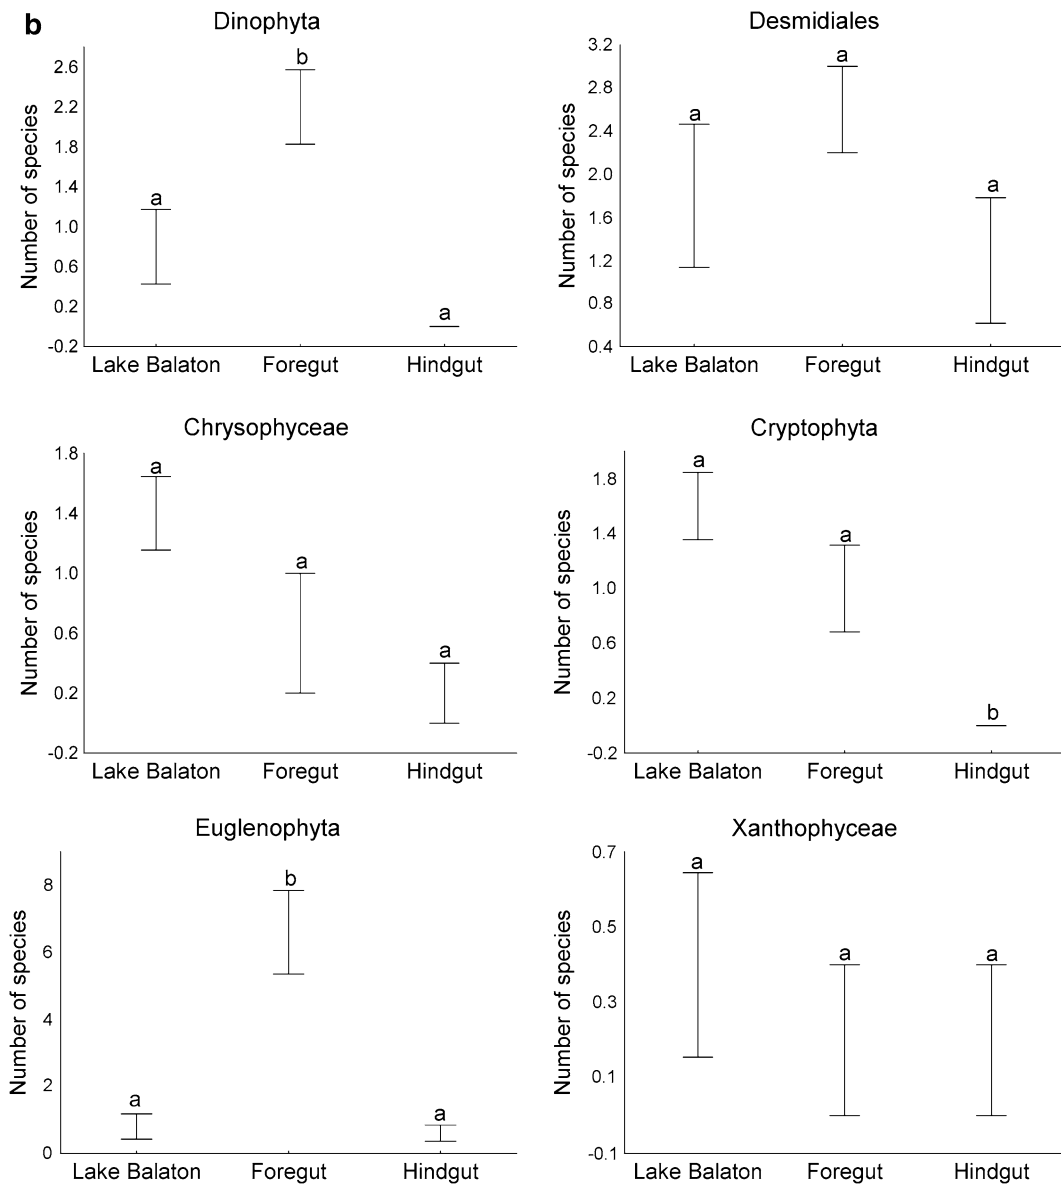 b
Dinophyta
Number of species
2.6
2.2
1.8
1.4
1.0
0.6
0.2
-0.2
a
b
a
Lake Balaton Foregut Hindgut
Desmidiales
Number of species
3.2
2.8
2.4
2.0
1.6
1.2
0.8
0.4
a
a
a
Lake Balaton Foregut Hindgut
Chrysophyceae
Number of species
1.8
1.4
1.0
0.6
0.2
-0.2
a
a
a
Lake Balaton Foregut Hindgut
Cryptophyta
Number of species
1.8
1.4
1.0
0.6
0.2
-0.2
a
a
b
Lake Balaton Foregut Hindgut
Euglenophyta
Number of species
8
6
4
2
0
a
b
a
Lake Balaton Foregut Hindgut
Xanthophyceae
Number of species
0.7
0.5
0.3
0.1
-0.1
a
a
a
Lake Balaton Foregut Hindgut